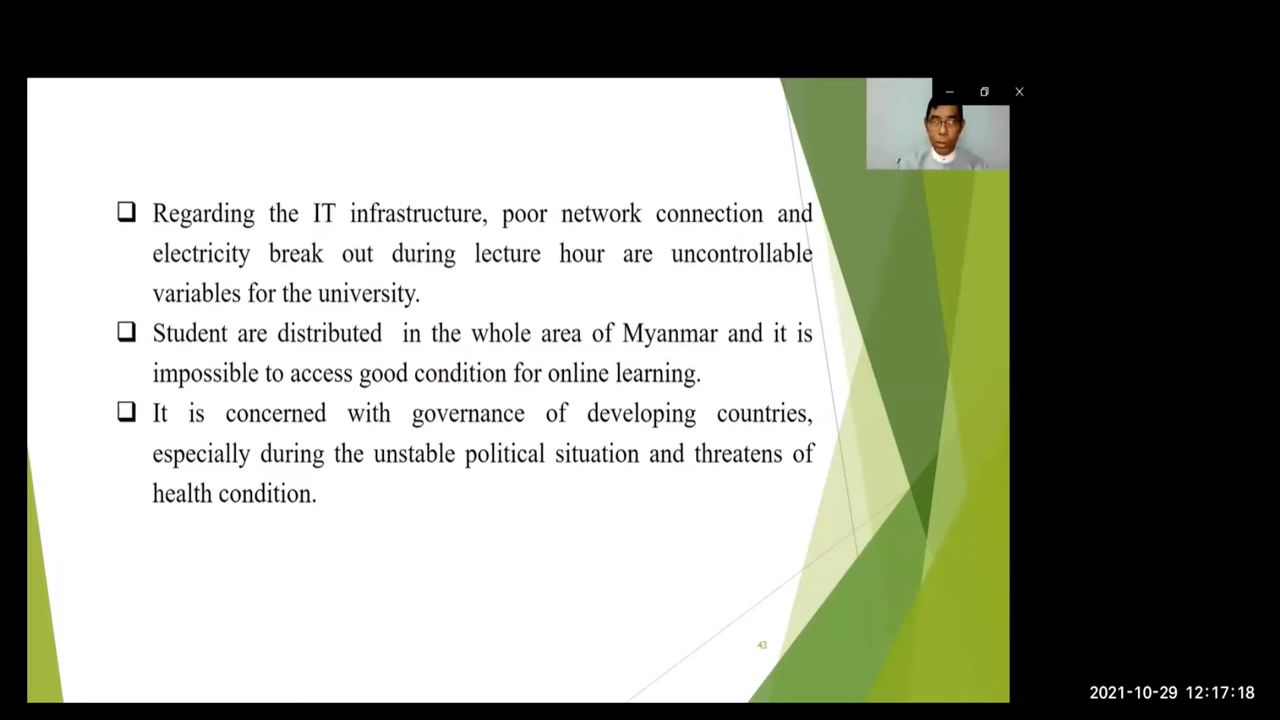 Regarding the IT infrastructure, poor network connection and
electricity break out during lecture hour are uncontrollable
variables for the university.
Student are distributed in the whole area of Myanmar and it is
impossible to access good condition for online learning.
It is concerned with governance of developing countries,
especially during the unstable political situation and threatens of
health condition.
43
2021-10-29 12:17:18